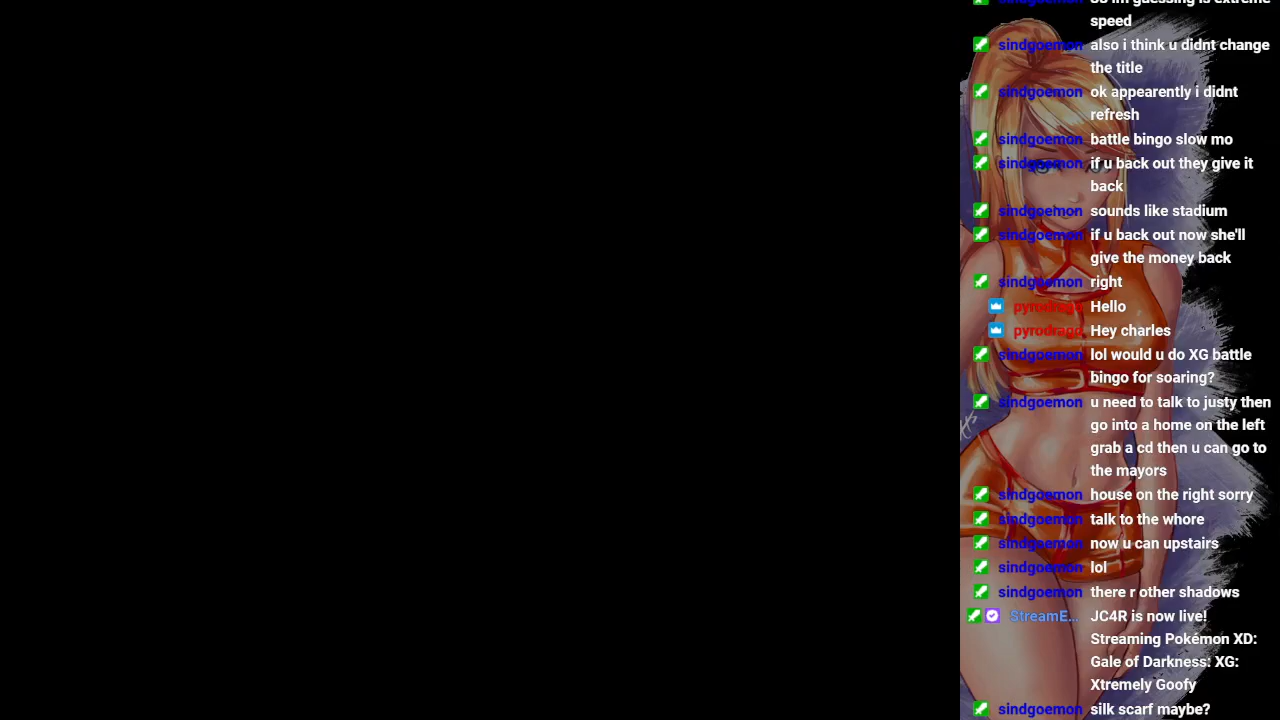 speed
sindgoemon also i think u didnt change
the title
sindgoemon ok appearently i didnt
refresh
sindgoemon battle bingo slow mo
sindgoemon if u back out they give it
back
sindgoemon sounds like stadium
sindgoemon if u back out now she'll
give the money back
sindgoemon right
pyrodrago Hello
pyrodrago Hey charles
sindgoemon lol would u do XG battle
bingo for soaring?
sindgoemon u need to talk to justy then
go into a home on the left
grab a cd then u can go to
the mayors
sindgoemon house on the right sorry
sindgoemon talk to the whore
sindgoemon now u can upstairs
sindgoemon lol
sindgoemon there r other shadows
StreamE... JC4R is now live!
Streaming Pokémon XD:
Gale of Darkness: XG:
Xtremely Goofy
sindgoemon silk scarf maybe?